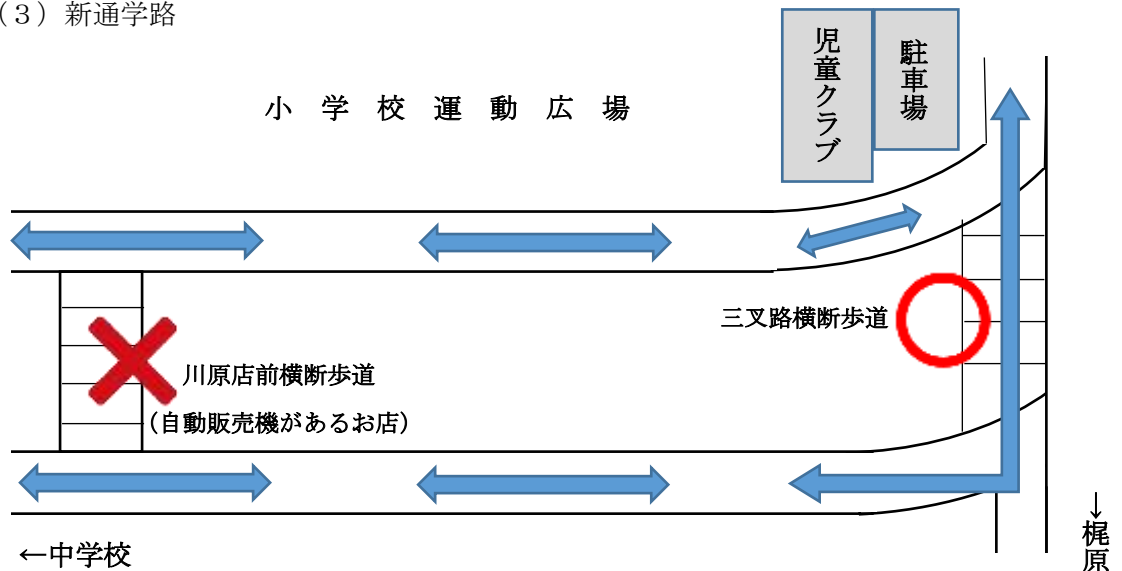 （３）新通学路
児童クラブ
駐車場
小学校運動広場
三叉路横断歩道
川原店前横断歩道
（自動販売機があるお店）
←中学校
→梶原